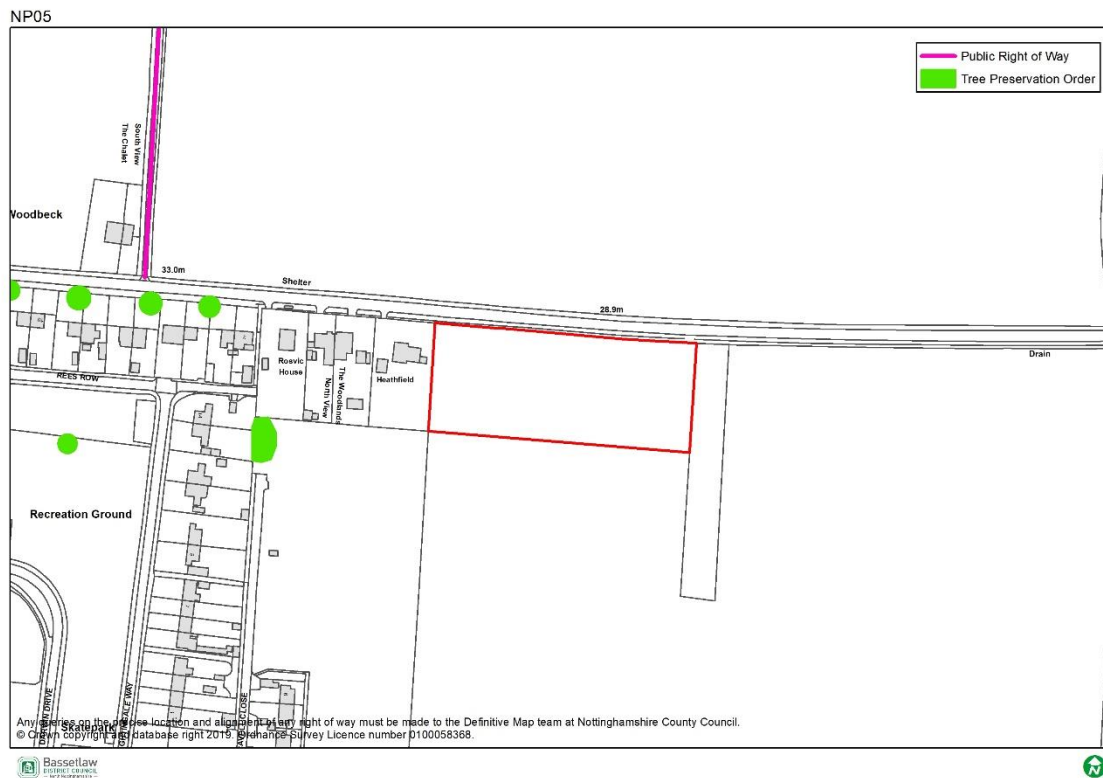 NP05
Public Right of Way
Tree Preservation Order
South View
The Chalet
Woodbeck
33.0m
Shelter
28.9m
Drain
Rosvic
House
The Woodlands
North View
Heathfield
REES ROW
Recreation Ground
DARWIN DRIVE
Skatepark
Any queries on the precise location and alignment of any right of way must be made to the Definitive Map team at Nottinghamshire County Council.
© Crown copyright and database right 2019. Ordnance Survey Licence number 0100058368.
Bassetlaw
DISTRICT COUNCIL
N